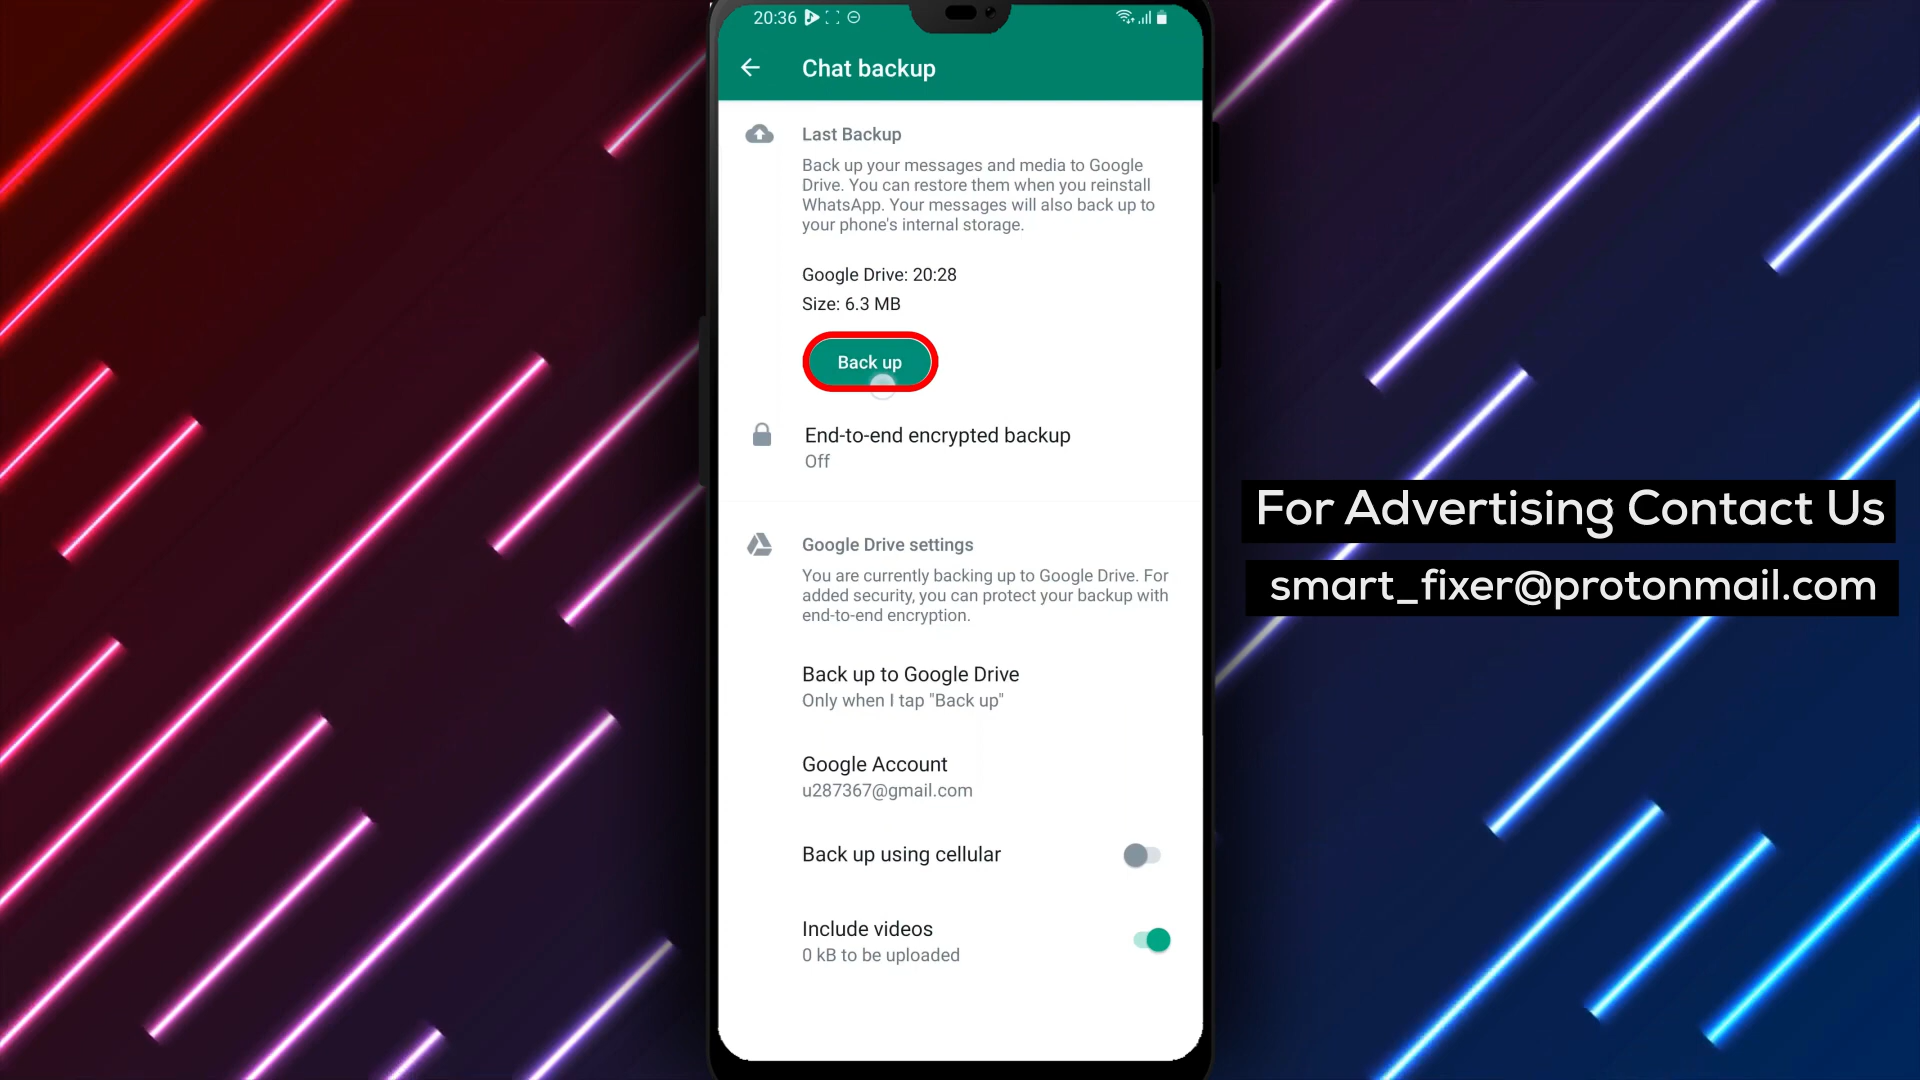 20:36
Chat backup
Last Backup
Back up your messages and media to Google
Drive. You can restore them when you reinstall
WhatsApp. Your messages will also back up to
your phone's internal storage.
Google Drive: 20:28
Size: 6.3 MB
Back up
End-to-end encrypted backup
Off
For Advertising Contact Us
smart_fixer@protonmail.com
Google Drive settings
You are currently backing up to Google Drive. For
added security, you can protect your backup with
end-to-end encryption.
Back up to Google Drive
Only when I tap "Back up"
Google Account
u287367@gmail.com
Back up using cellular
Include videos
0 kB to be uploaded